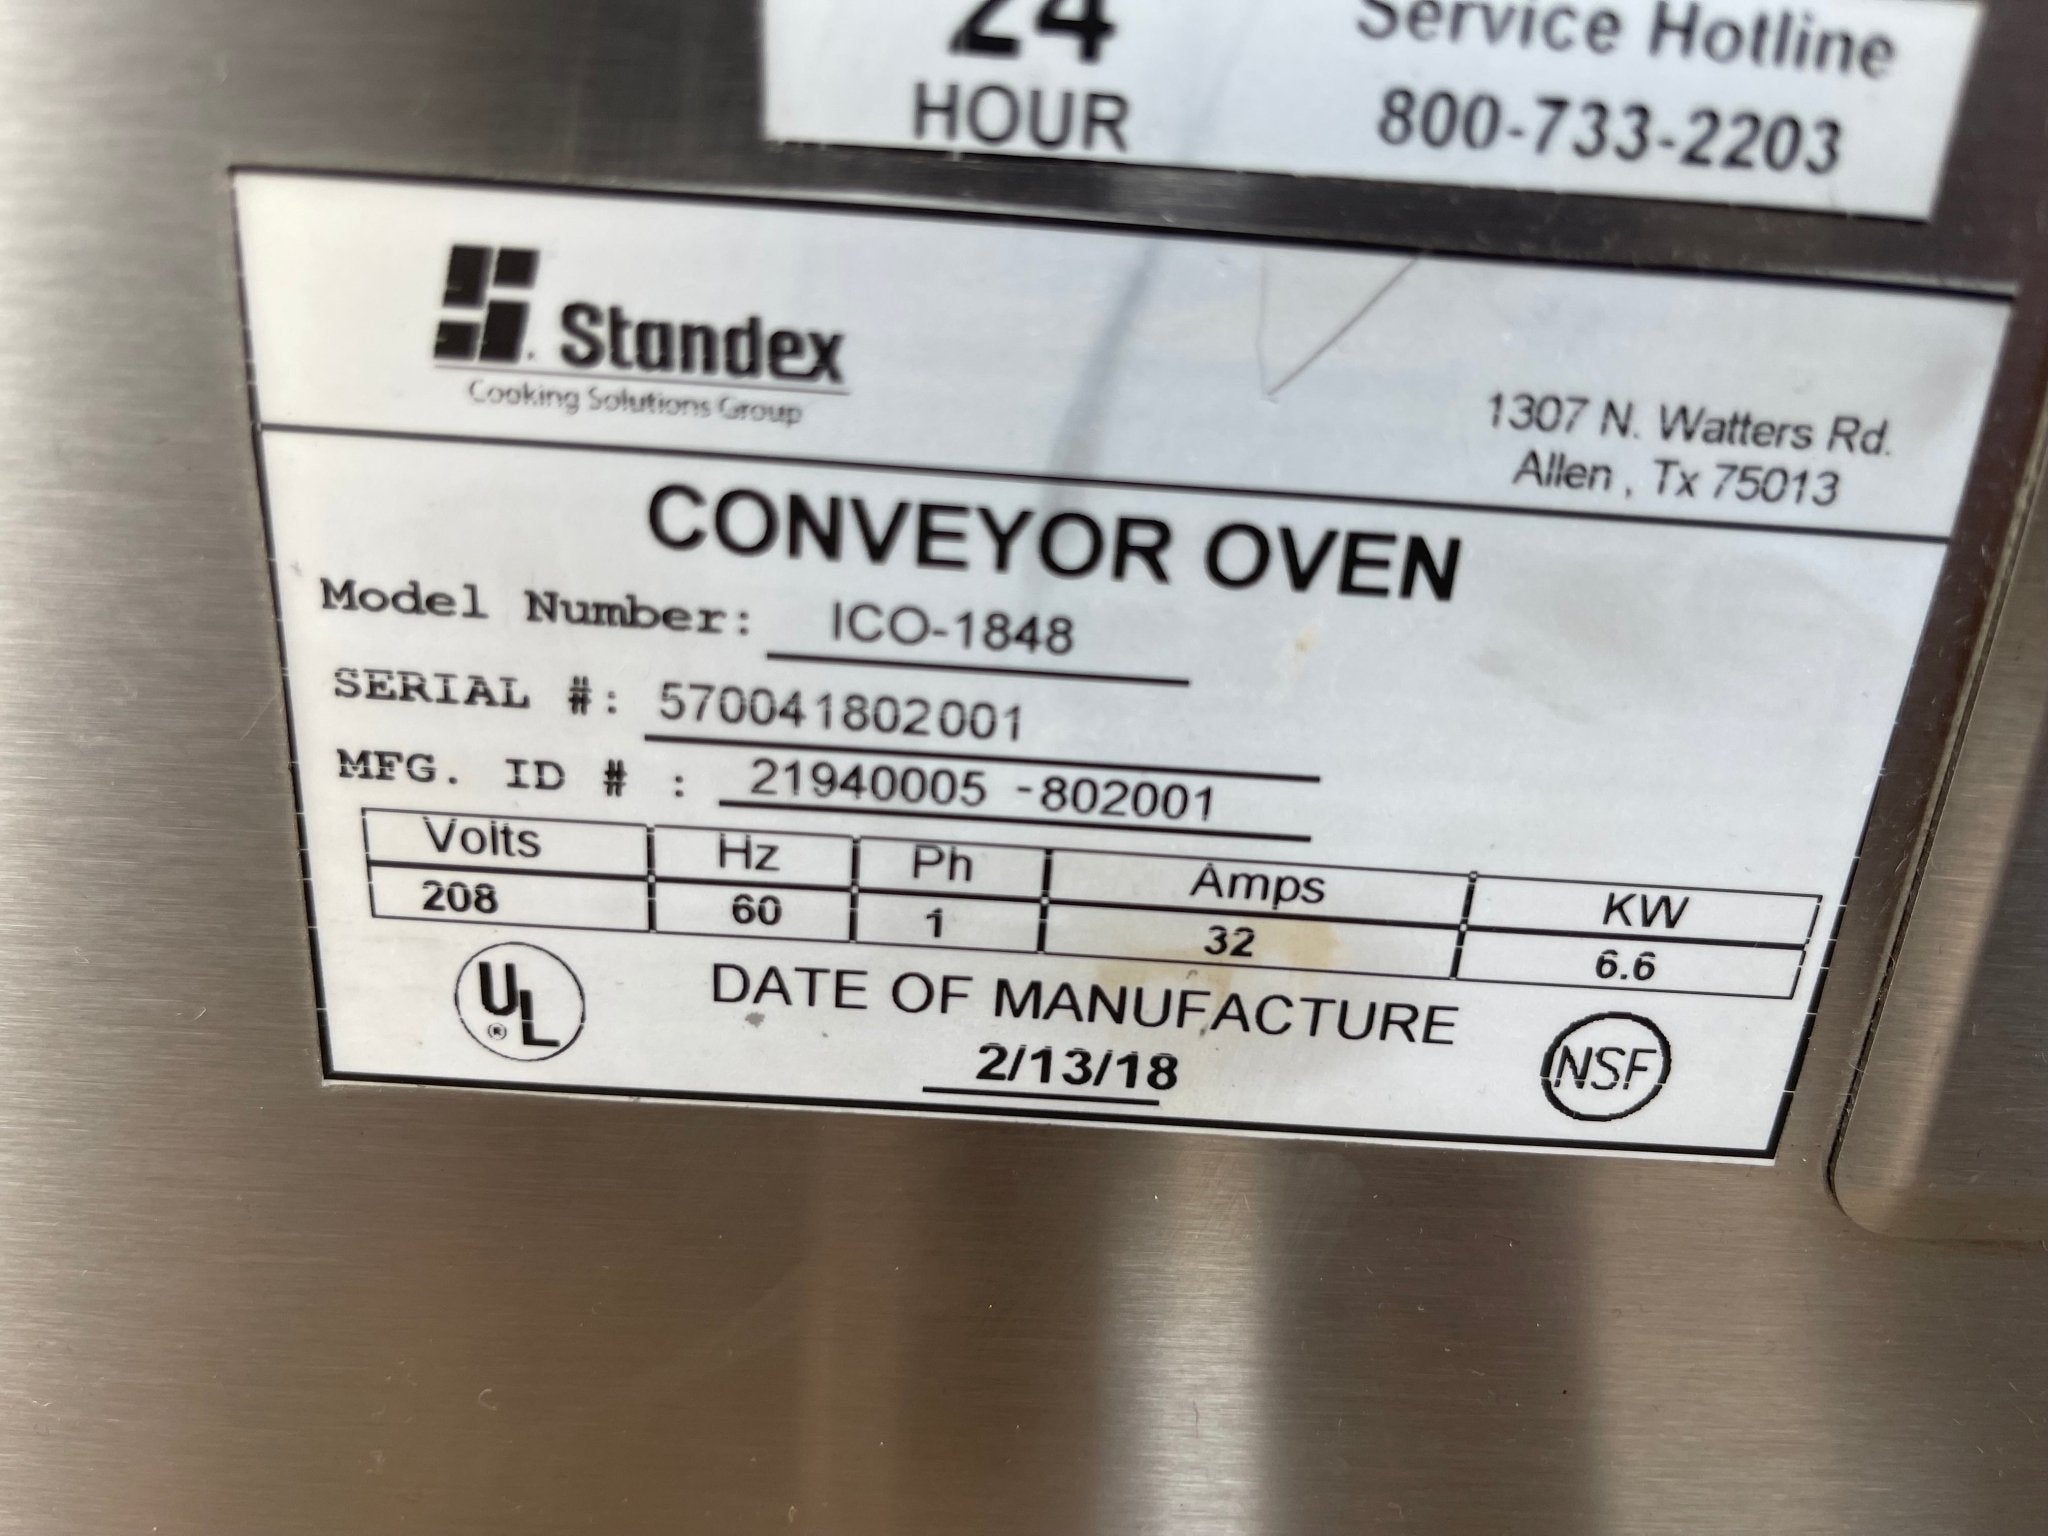 24
HOUR
Service Hotline
800-733-2203
Standex
Cooking Solutions Group
1307 N. Watters Rd.
Allen , Tx 75013
CONVEYOR OVEN
Model Number: ICO-1848
SERIAL #: 570041802001
MFG. ID # : 21940005 -802001
Volts Hz Ph Amps KW
208 60 1 32 6.6
UL
®
DATE OF MANUFACTURE
2/13/18
NSF